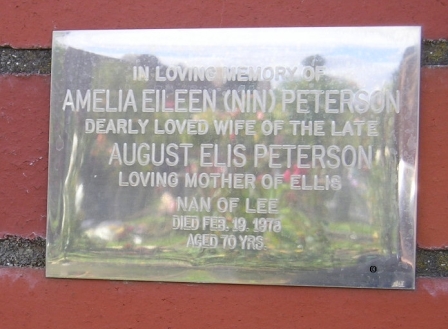 IN LOVING MEMORY OF
AMELIA EILEEN (NIN) PETERSON
DEARLY LOVED WIFE OF THE LATE
AUGUST ELIS PETERSON
LOVING MOTHER OF ELLIS
NAN OF LEE
DIED FEB. 19. 1978
AGED 70 YRS.